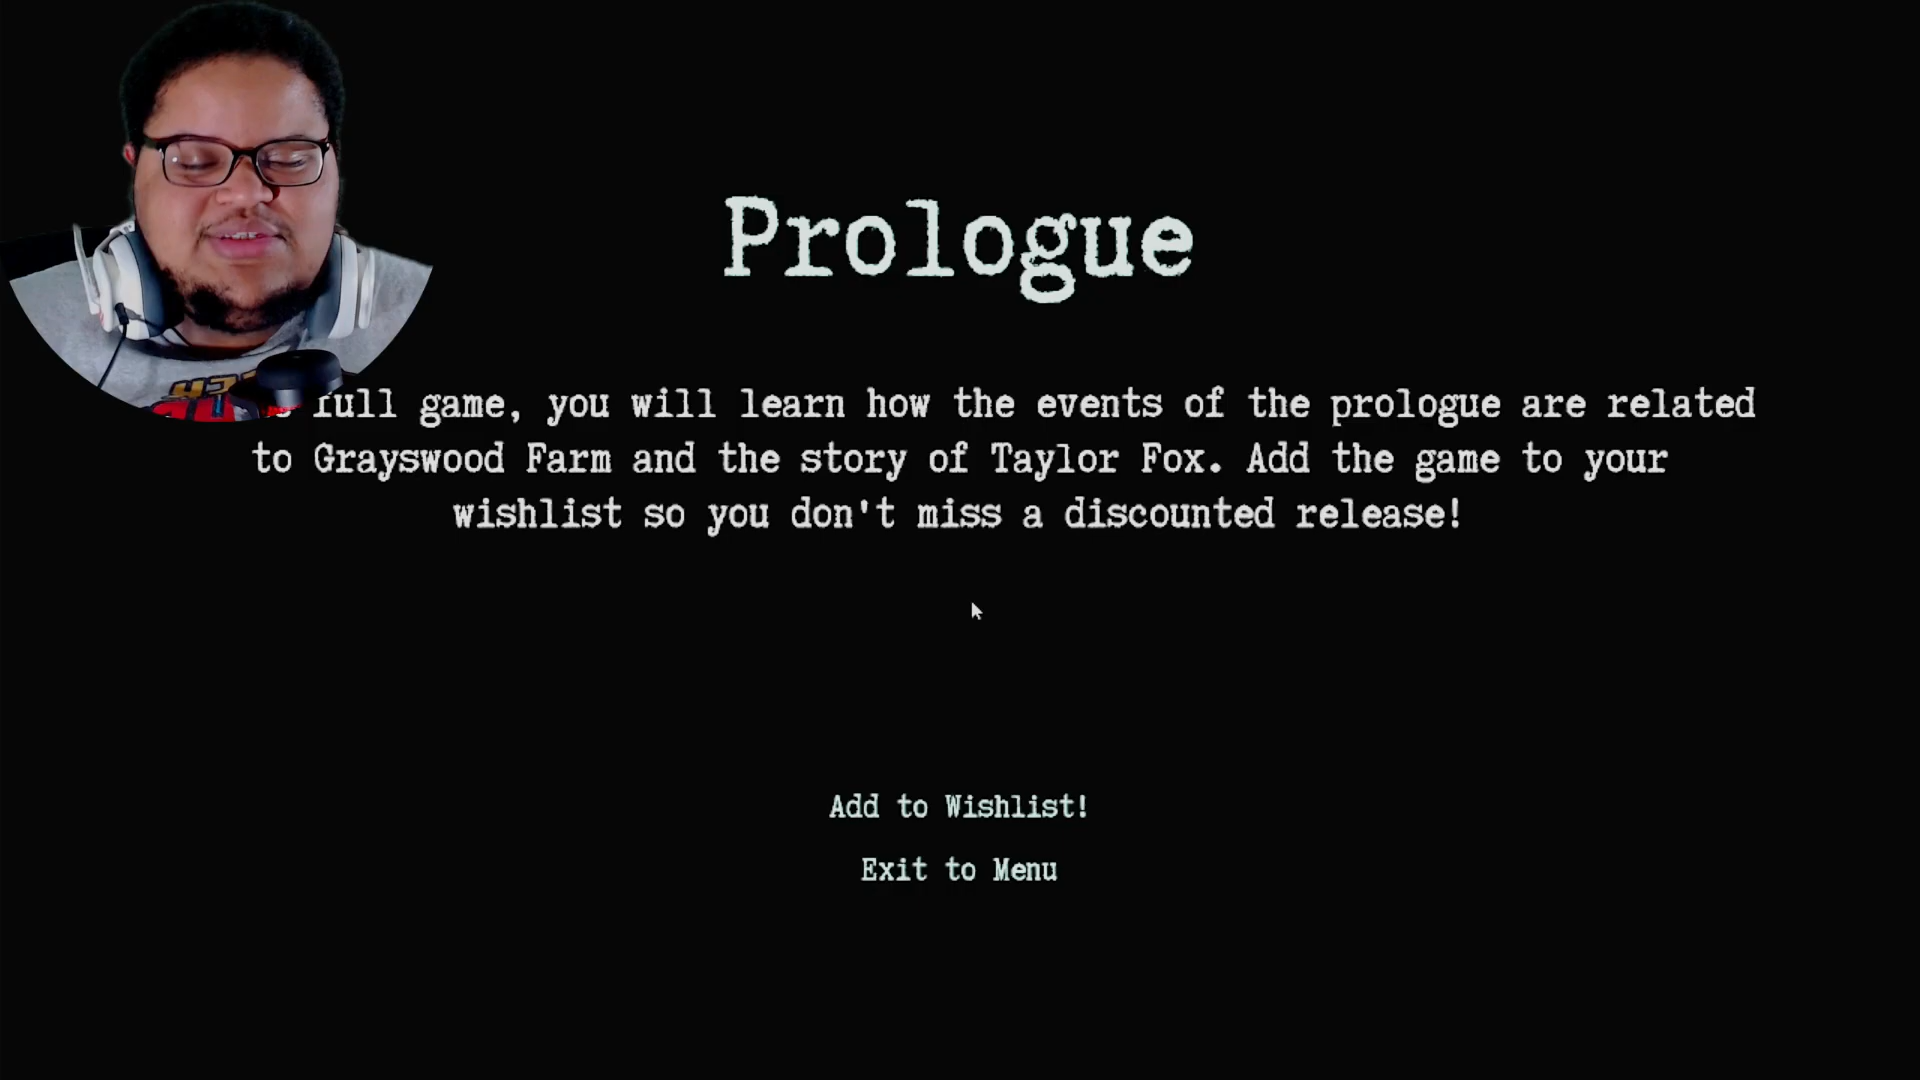 Prologue
full game, you will learn how the events of the prologue are related
to Grayswood Farm and the story of Taylor Fox. Add the game to your
wishlist so you don't miss a discounted release!
Add to Wishlist!
Exit to Menu